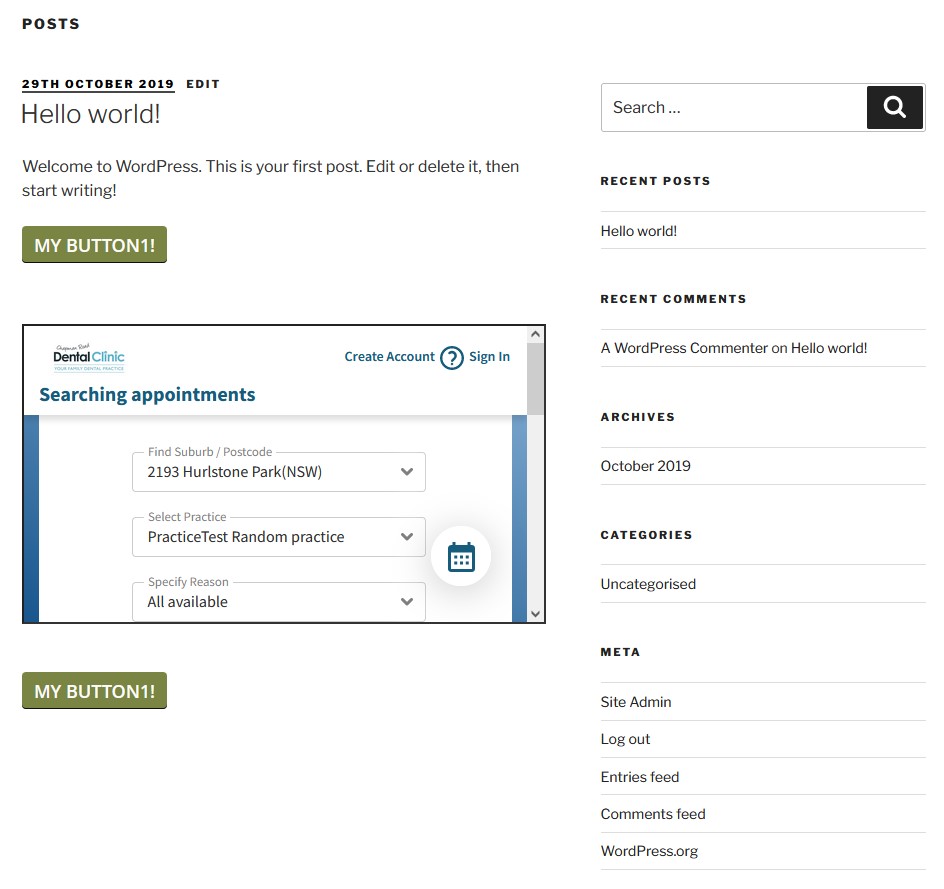 POSTS
29TH OCTOBER 2019 EDIT
Hello world!
Welcome to WordPress. This is your first post. Edit or delete it, then
start writing!
MY BUTTON1!
Chapman Road
Dental Clinic
YOUR FAMILY DENTAL PRACTICE
Create Account ? Sign In
Searching appointments
Find Suburb / Postcode
2193 Hurlstone Park(NSW)
Select Practice
PracticeTest Random practice
Specify Reason
All available
MY BUTTON1!
Search …
RECENT POSTS
Hello world!
RECENT COMMENTS
A WordPress Commenter on Hello world!
ARCHIVES
October 2019
CATEGORIES
Uncategorised
META
Site Admin
Log out
Entries feed
Comments feed
WordPress.org